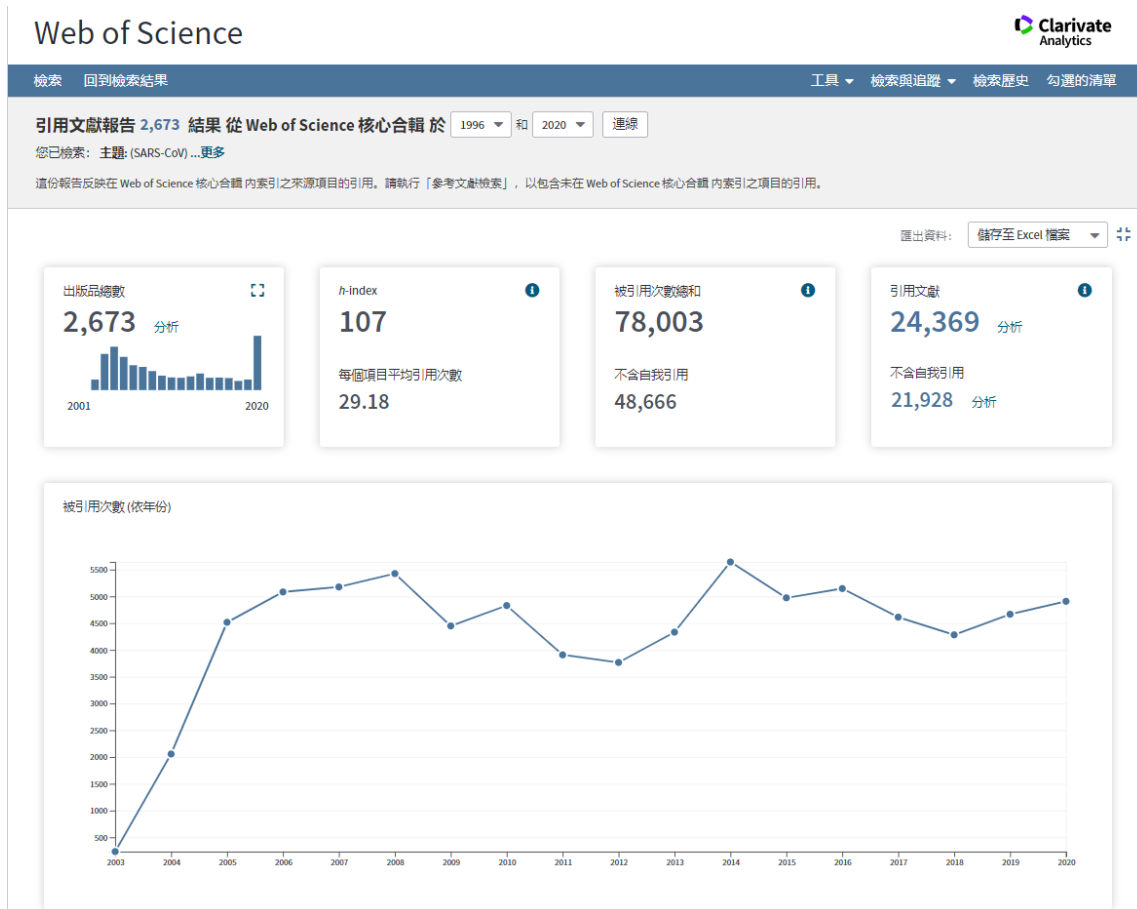 Web of Science
Clarivate
Analytics
檢索 回到檢索結果 工具 檢索與追蹤 檢索歷史 勾選的清單
引用文獻報告 2,673 結果 從 Web of Science 核心合輯 於 1996 和 2020 連線
您已檢索: 主題: (SARS-CoV) ...更多
這份報告反映在 Web of Science 核心合輯 內索引之來源項目的引用。請執行「參考文獻檢索」, 以包含未在 Web of Science 核心合輯 內索引之項目的引用。
匯出資料: 儲存至 Excel 檔案
出版品總數
2,673 分析
2001 2020
h-index
107
每個項目平均引用次數
29.18
被引用次數總和
78,003
不含自我引用
48,666
引用文獻
24,369 分析
不含自我引用
21,928 分析
被引用次數 (依年份)
5500
5000
4500
4000
3500
3000
2500
2000
1500
1000
500
2003 2004 2005 2006 2007 2008 2009 2010 2011 2012 2013 2014 2015 2016 2017 2018 2019 2020